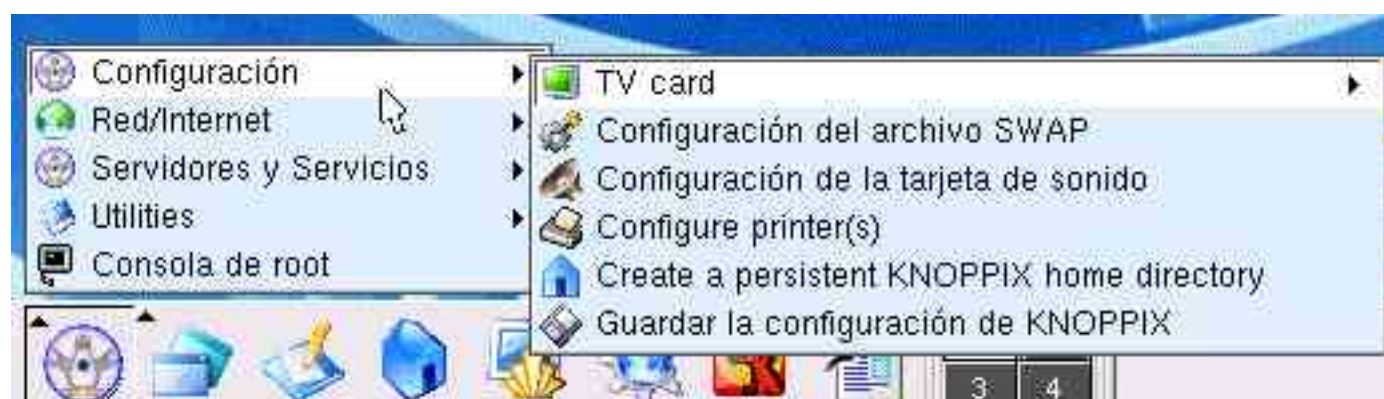 Configuración
Red/Internet
Servidores y Servicios
Utilities
Consola de root
TV card
Configuración del archivo SWAP
Configuración de la tarjeta de sonido
Configure printer(s)
Create a persistent KNOPPIX home directory
Guardar la configuración de KNOPPIX
3 4